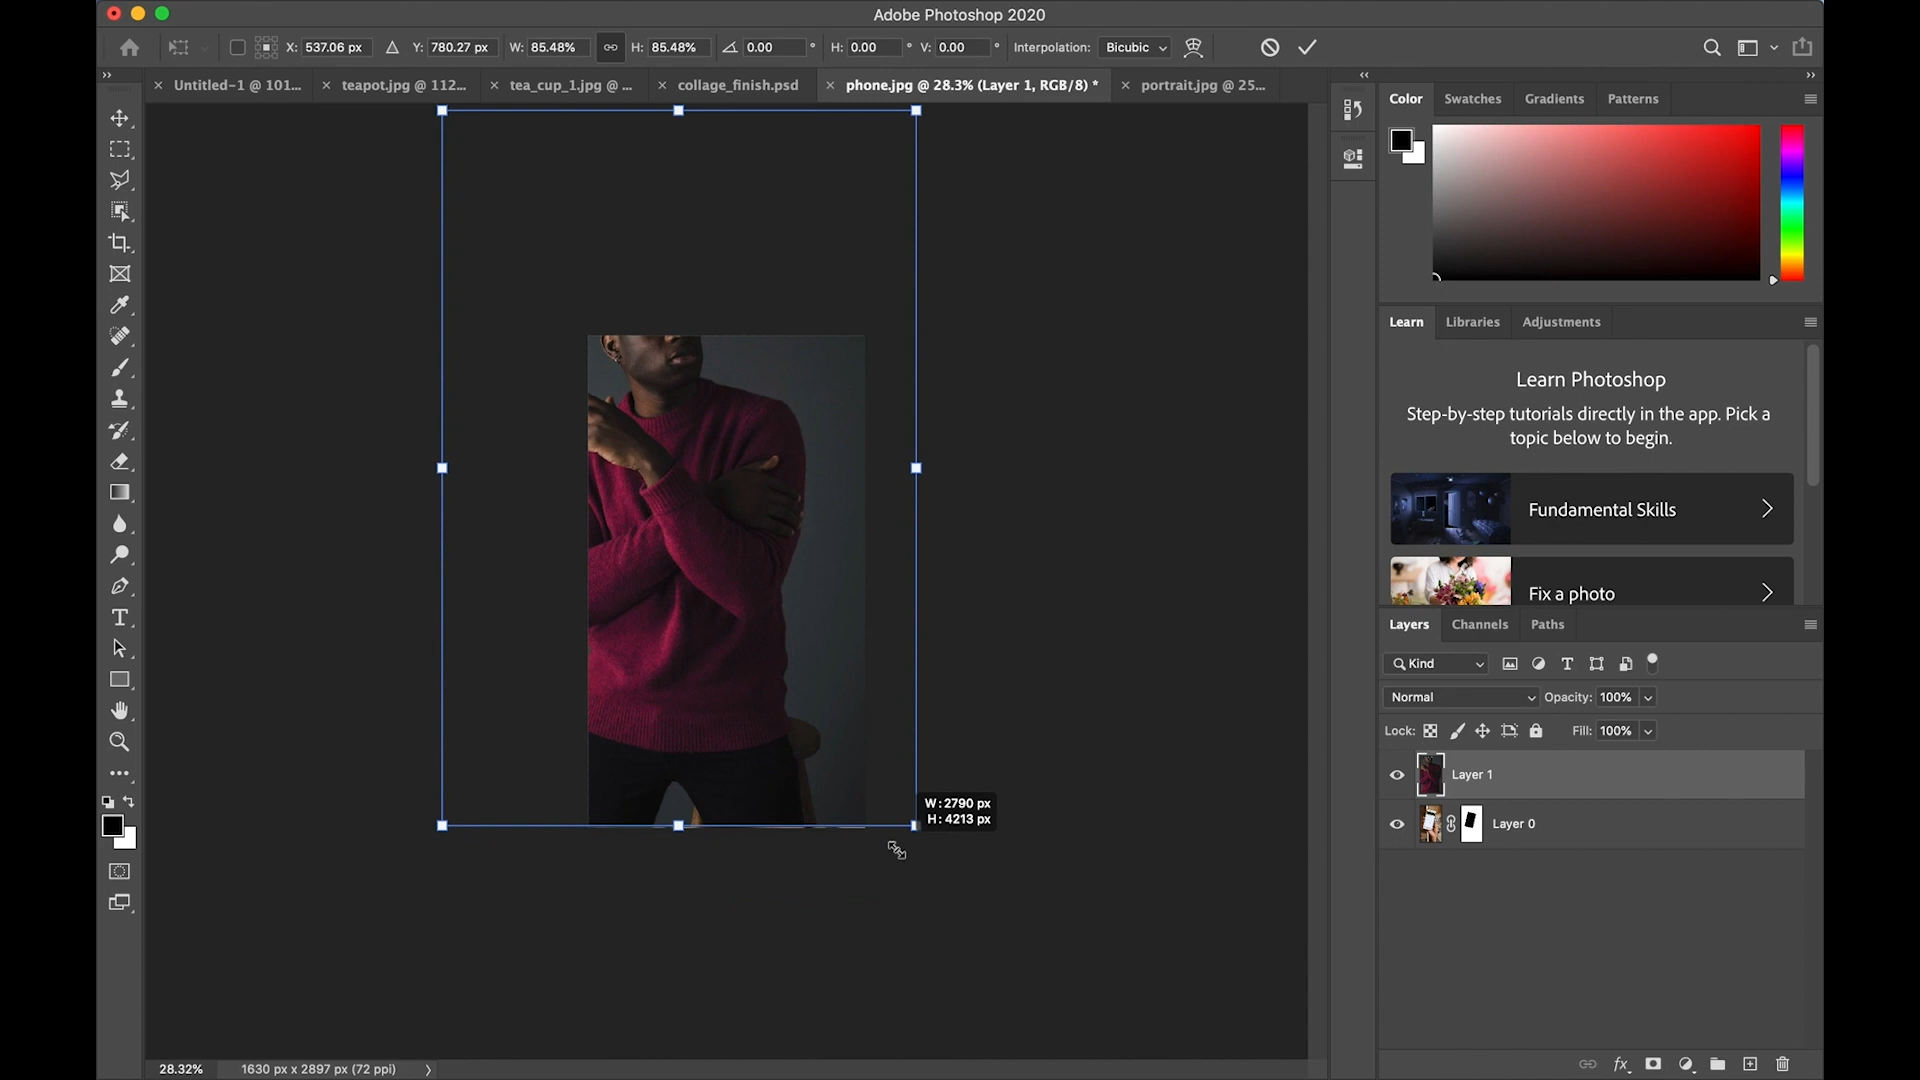 Adobe Photoshop 2020
X: 537.06 px Y: 780.27 px W: 85.48% H: 85.48% 0.00 ° H: 0.00 ° V: 0.00 ° Interpolation: Bicubic
Untitled-1 @ 101... teapot.jpg @ 112... tea_cup_1.jpg @ ... collage_finish.psd phone.jpg @ 28.3% (Layer 1, RGB/8) * portrait.jpg @ 25...
Color Swatches Gradients Patterns
Learn Libraries Adjustments
Learn Photoshop
Step-by-step tutorials directly in the app. Pick a
topic below to begin.
Fundamental Skills
Fix a photo
Layers Channels Paths
Kind
Normal Opacity: 100%
Lock: Fill: 100%
Layer 1
Layer 0
W: 2790 px
H: 4213 px
28.32% 1630 px x 2897 px (72 ppi)